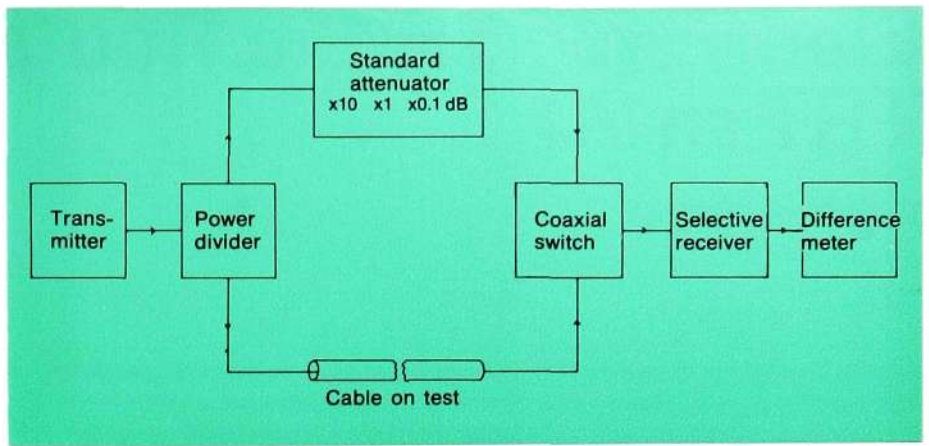 Standard
attenuator
x10 x1 x0.1 dB
Trans-
mitter
Power
divider
Coaxial
switch
Selective
receiver
Difference
meter
Cable on test